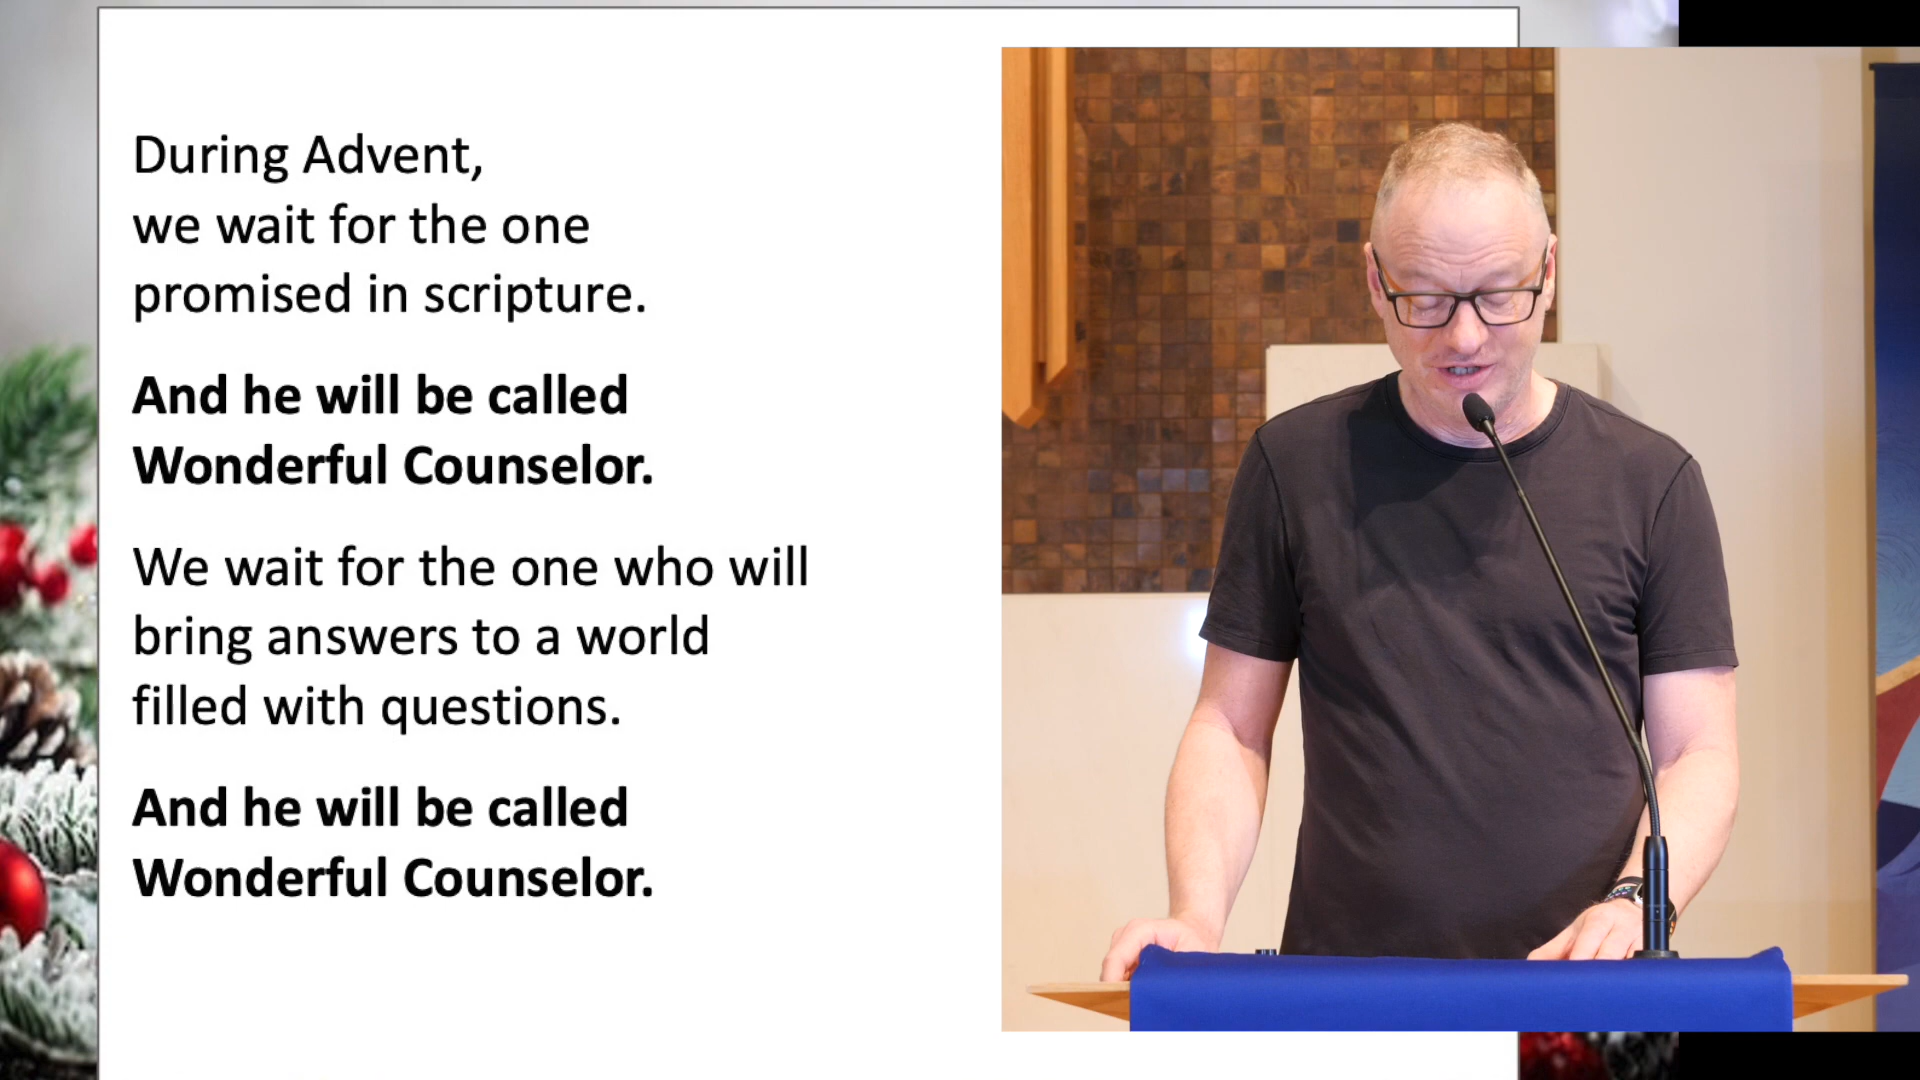 During Advent,
we wait for the one
promised in scripture.
And he will be called
Wonderful Counselor.
We wait for the one who will
bring answers to a world
filled with questions.
And he will be called
Wonderful Counselor.